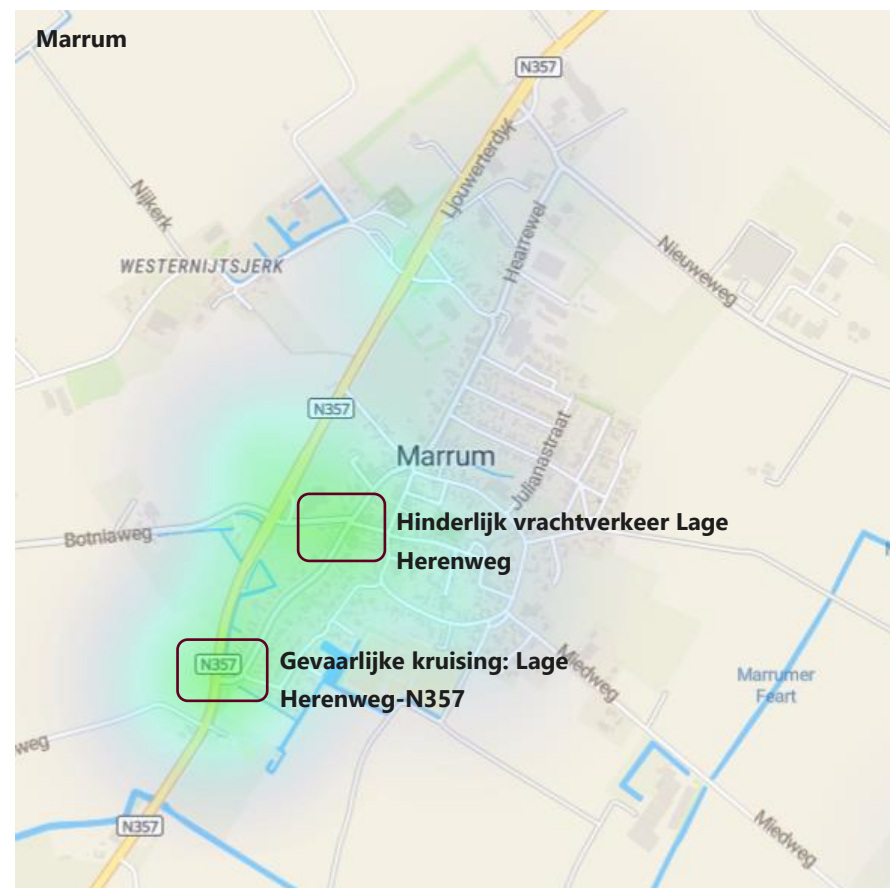 Marrum
N357
Ljouwerterdyk
Nijkerk
Hearrewei
Nieuweweg
WESTERNIJTSJERK
N357
Marrum
Julianastraat
Botniaweg
Hinderlijk vrachtverkeer Lage
Herenweg
N357
Gevaarlijke kruising: Lage
Herenweg-N357
Miedweg
Marrumer
Feart
weg
N357
Miedweg